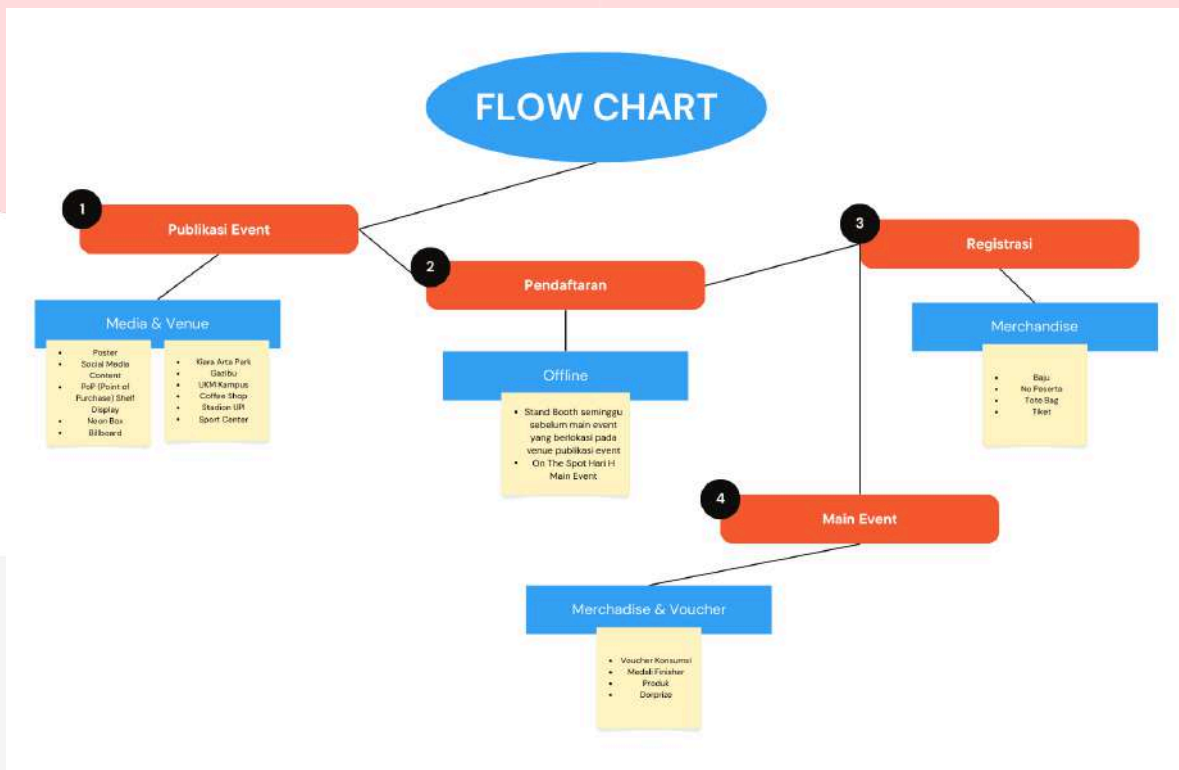 FLOW CHART
1
Publikasi Event
Media & Venue
Poster
Social Media
Content
PoP (Point of
Purchase) Shelf
Display
Neon Box
Billboard
Kiara Arta Park
Gazibu
UKM Kampus
Coffee Shop
Stadion UPI
Sport Center
2
Pendaftaran
Offline
Stand Booth seminggu
sebelum main event
yang berlokasi pada
venue publikasi event
On The Spot Hari H
Main Event
3
Registrasi
Merchandise
Baju
No Peserta
Tote Bag
Tiket
4
Main Event
Merchadise & Voucher
Voucher Konsumsi
Medali Finisher
Produk
Dorprize